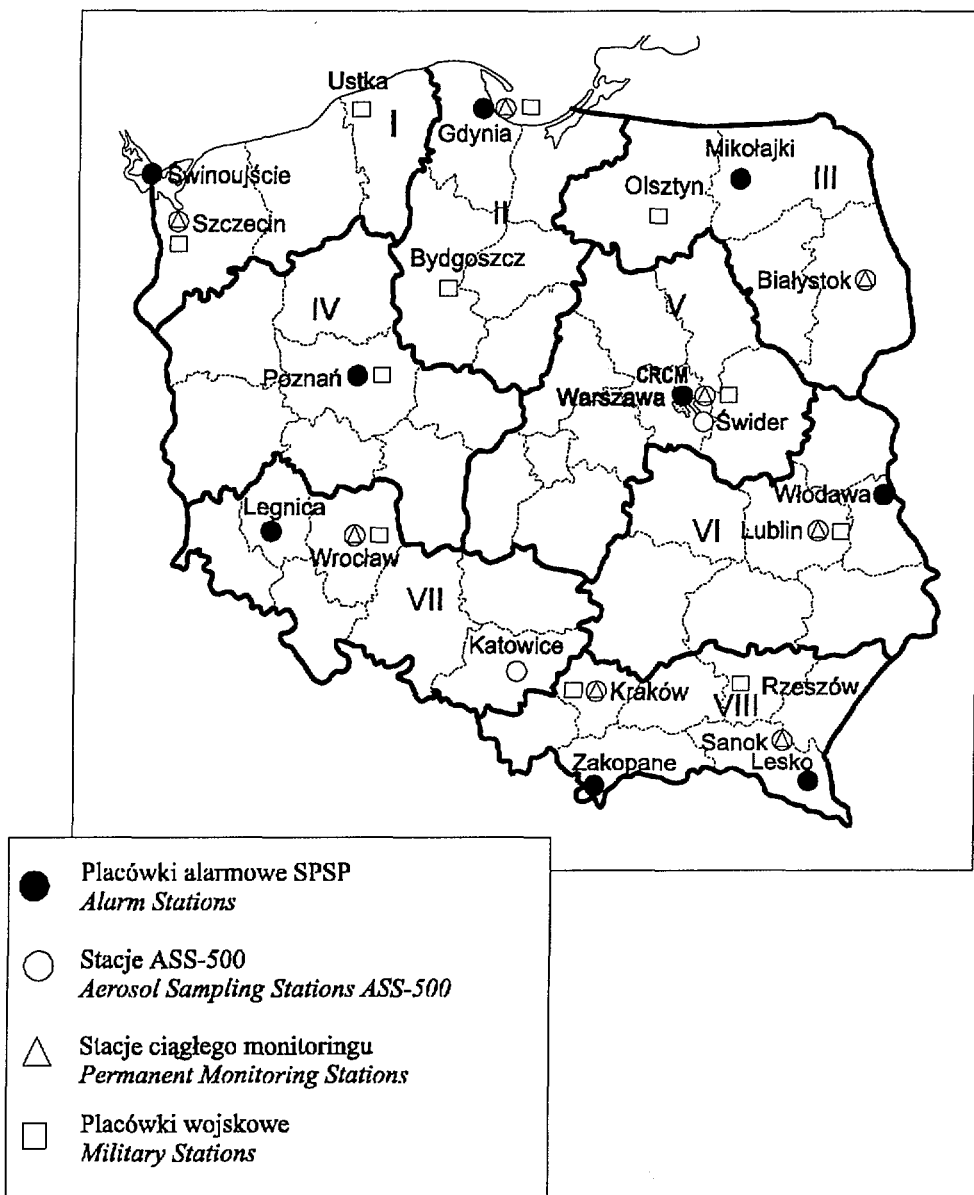 Ustka
I
Gdynia
Mikołajki
Swinoujście
Olsztyn
III
Szczecin
II
Bydgoszcz
Białystok
IV
V
Poznań
CRCM
Warszawa
Świder
Legnica
Włodawa
VI
Lublin
Wrocław
VII
Katowice
Kraków
Rzeszów
VIII
Sanok
Zakopane
Lesko
Placówki alarmowe SPSP
Alarm Stations
Stacje ASS-500
Aerosol Sampling Stations ASS-500
Stacje ciągłego monitoringu
Permanent Monitoring Stations
Placówki wojskowe
Military Stations